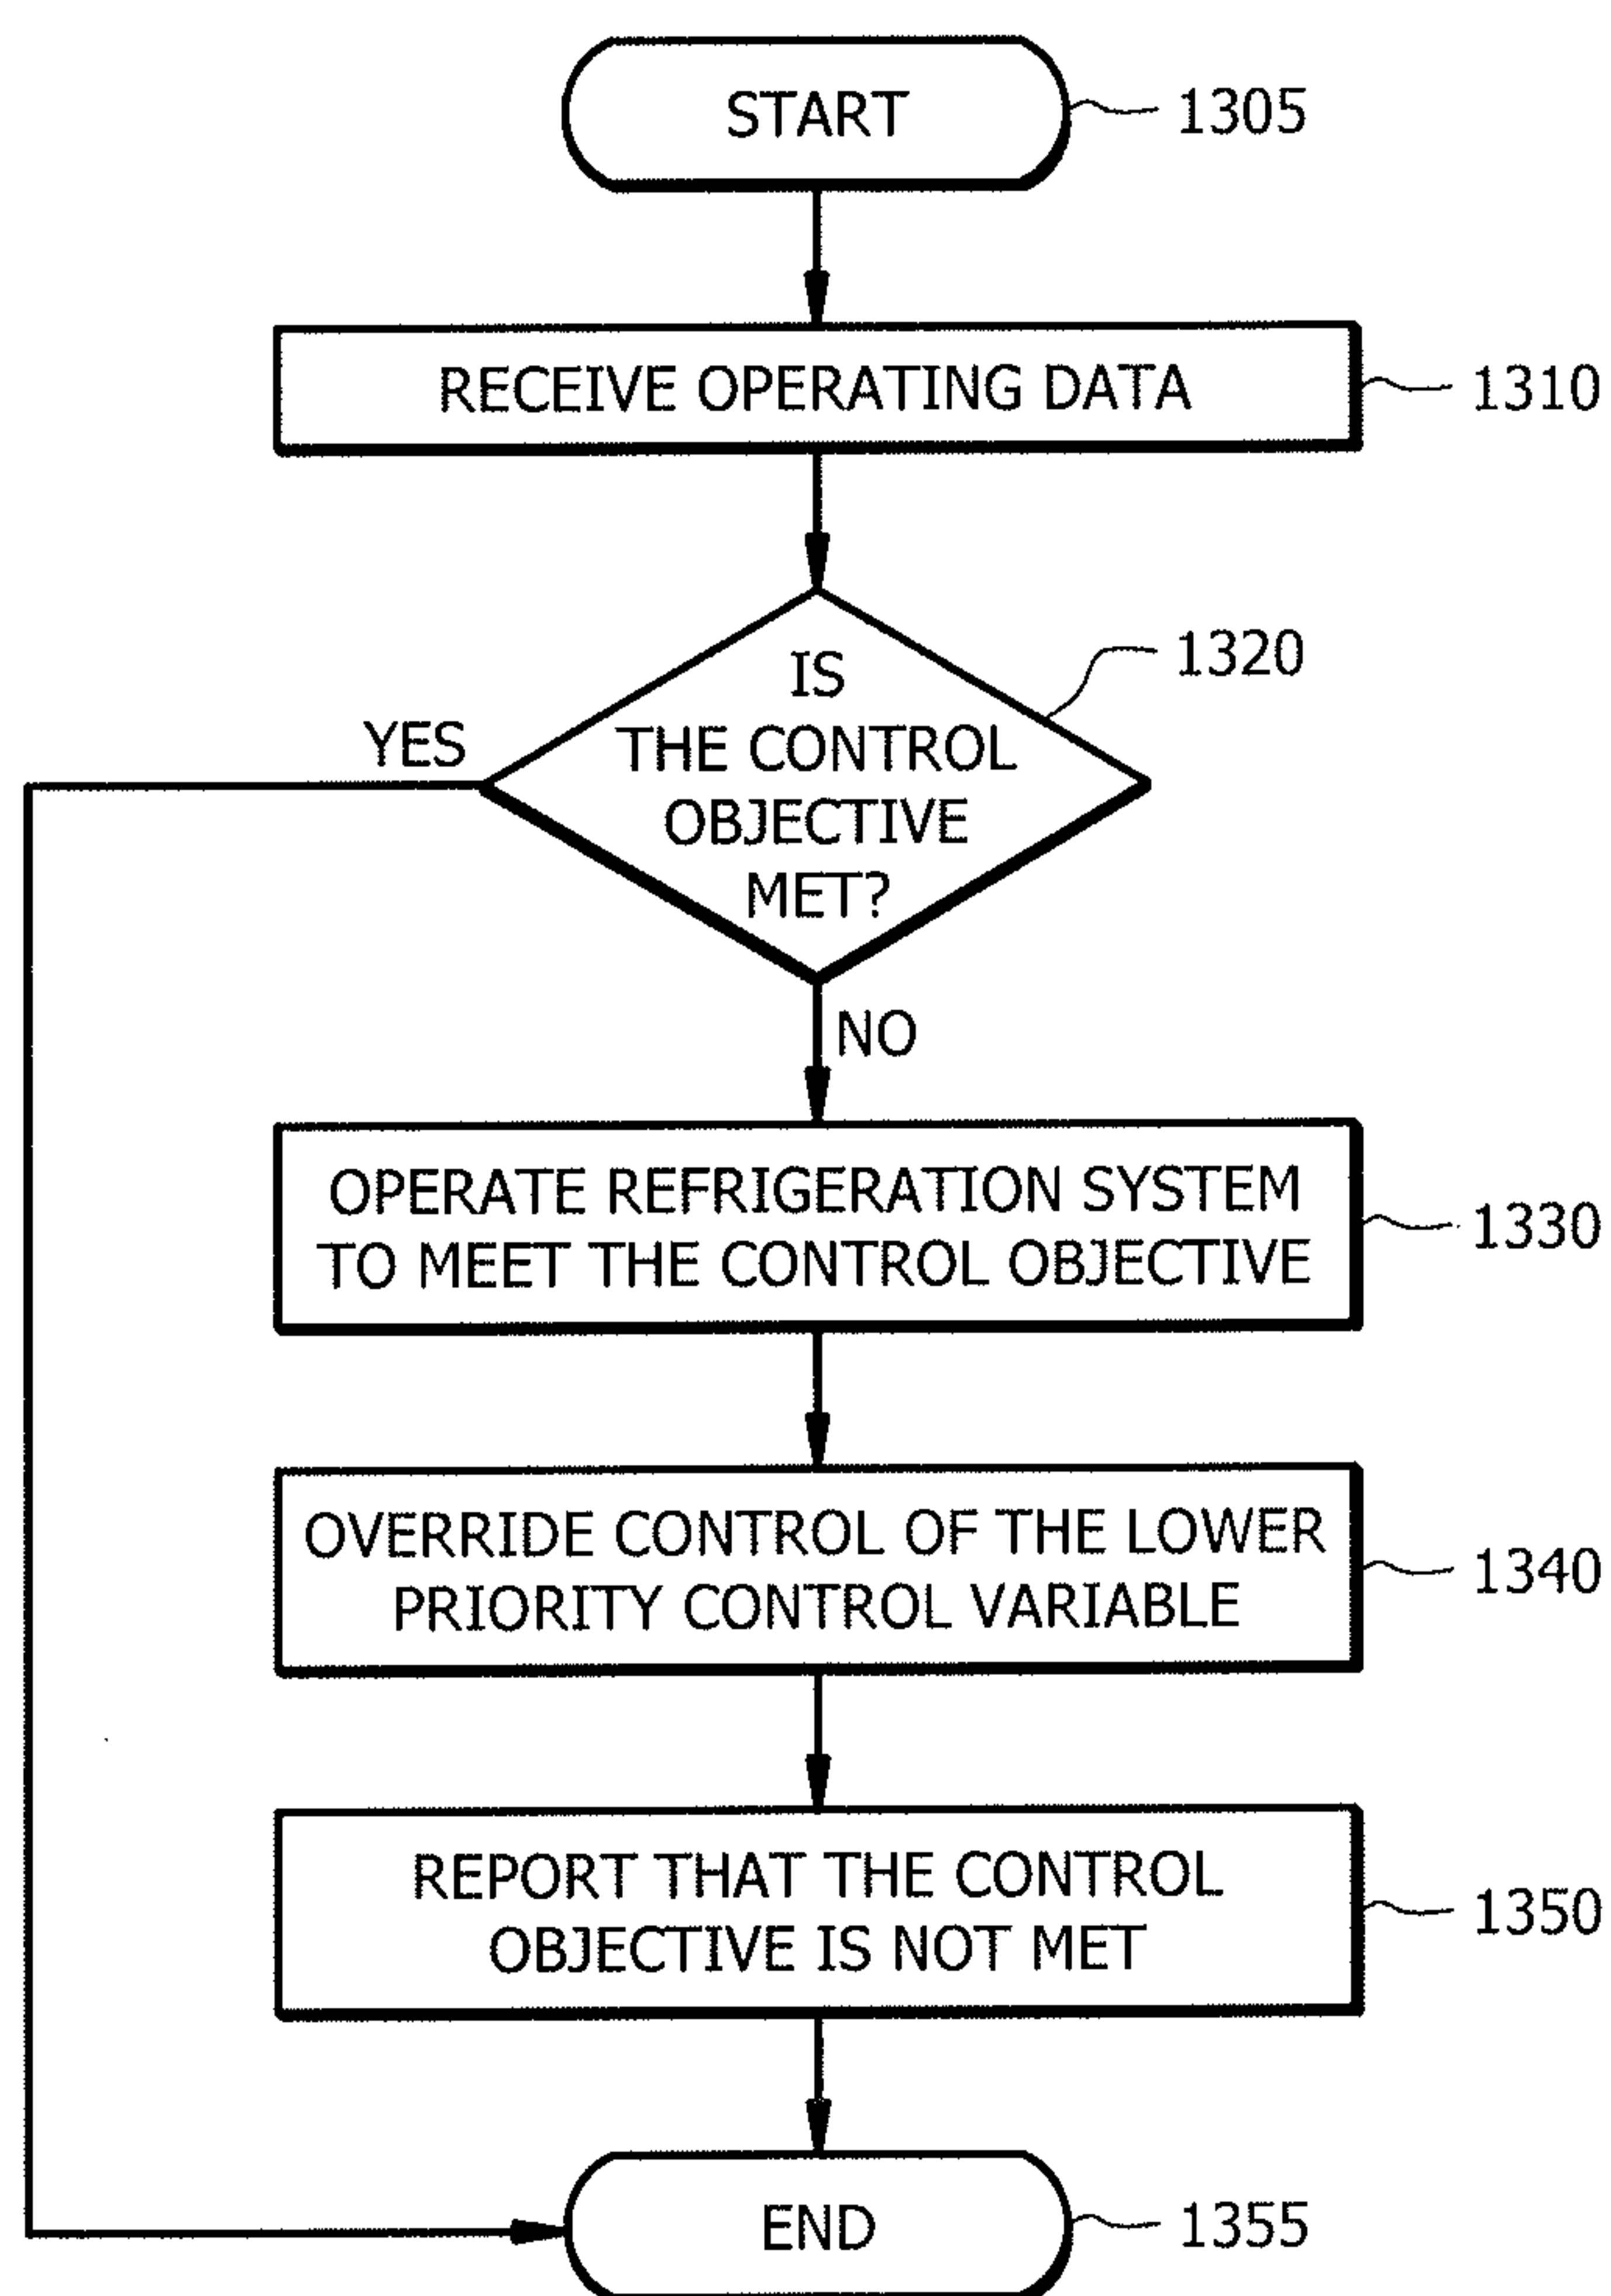 START
1305
RECEIVE OPERATING DATA
1310
IS
THE CONTROL
OBJECTIVE
MET?
1320
YES
NO
OPERATE REFRIGERATION SYSTEM
TO MEET THE CONTROL OBJECTIVE
1330
OVERRIDE CONTROL OF THE LOWER
PRIORITY CONTROL VARIABLE
1340
REPORT THAT THE CONTROL
OBJECTIVE IS NOT MET
1350
END
1355